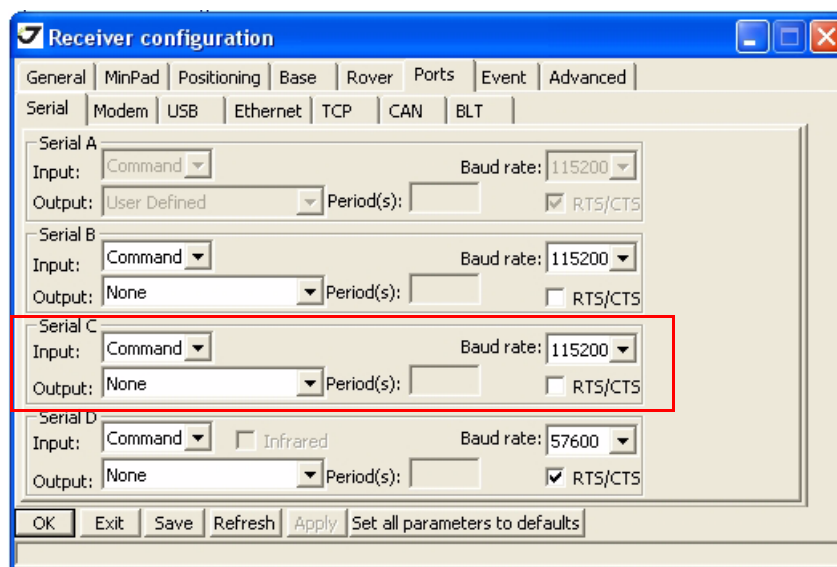 Receiver configuration
General MinPad Positioning Base Rover Ports Event Advanced
Serial Modem USB Ethernet TCP CAN BLT
Serial A
Input: Command Baud rate: 115200
Output: User Defined Period(s): RTS/CTS
Serial B
Input: Command Baud rate: 115200
Output: None Period(s): RTS/CTS
Serial C
Input: Command Baud rate: 115200
Output: None Period(s): RTS/CTS
Serial D
Input: Command Infrared Baud rate: 57600
Output: None Period(s): RTS/CTS
OK Exit Save Refresh Apply Set all parameters to defaults